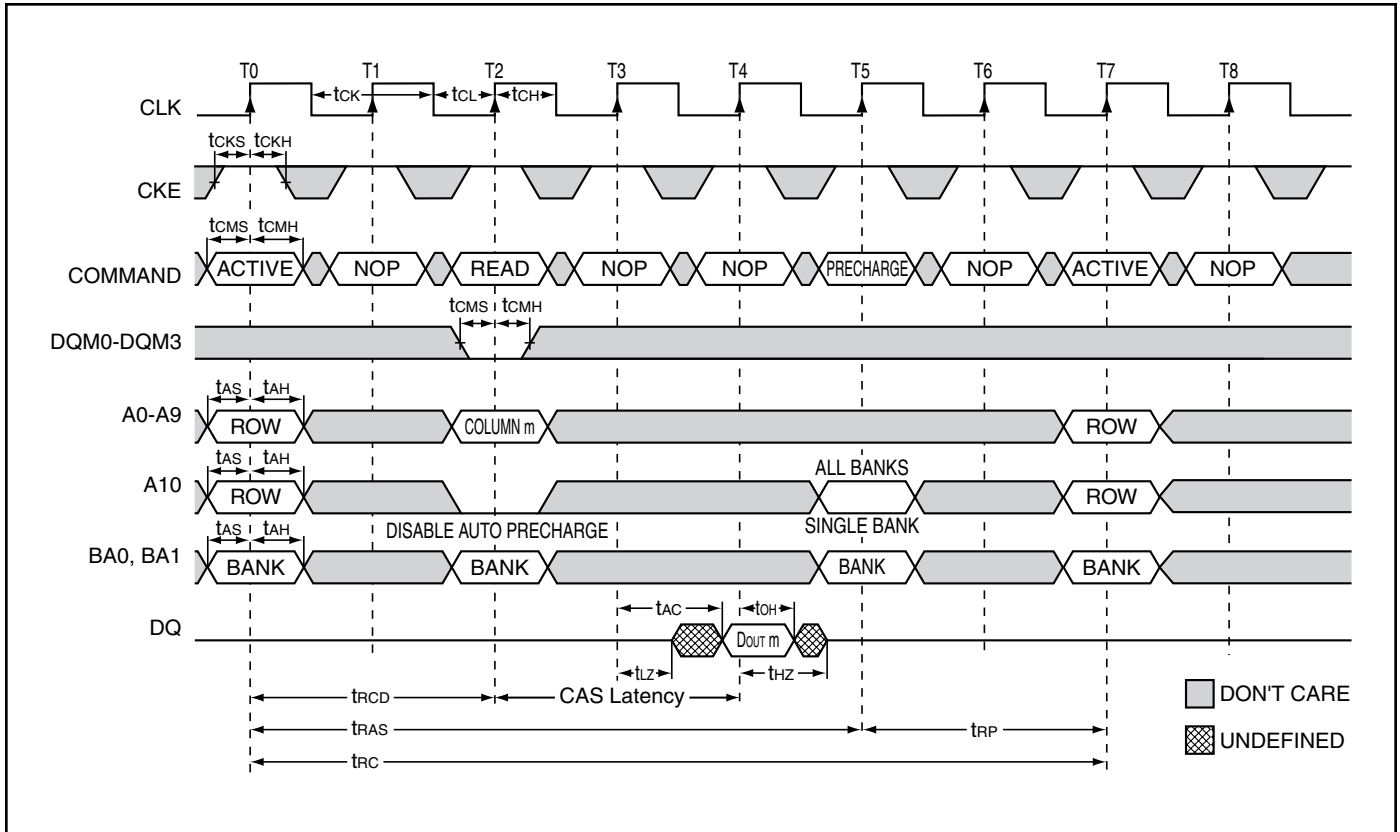 T0 T1 T2 T3 T4 T5 T6 T7 T8
CLK tCK tCL tCH
tCKS tCKH
CKE
tCMS tCMH
COMMAND ACTIVE NOP READ NOP NOP PRECHARGE NOP ACTIVE NOP
tCMS tCMH
DQM0-DQM3
tAS tAH
A0-A9 ROW COLUMN m ROW
tAS tAH ALL BANKS
A10 ROW ROW
tAS tAH DISABLE AUTO PRECHARGE SINGLE BANK
BA0, BA1 BANK BANK BANK BANK
tAC tOH
DQ DOUT m
tLZ tHZ
tRCD CAS Latency
DON'T CARE
tRAS tRP
UNDEFINED
tRC